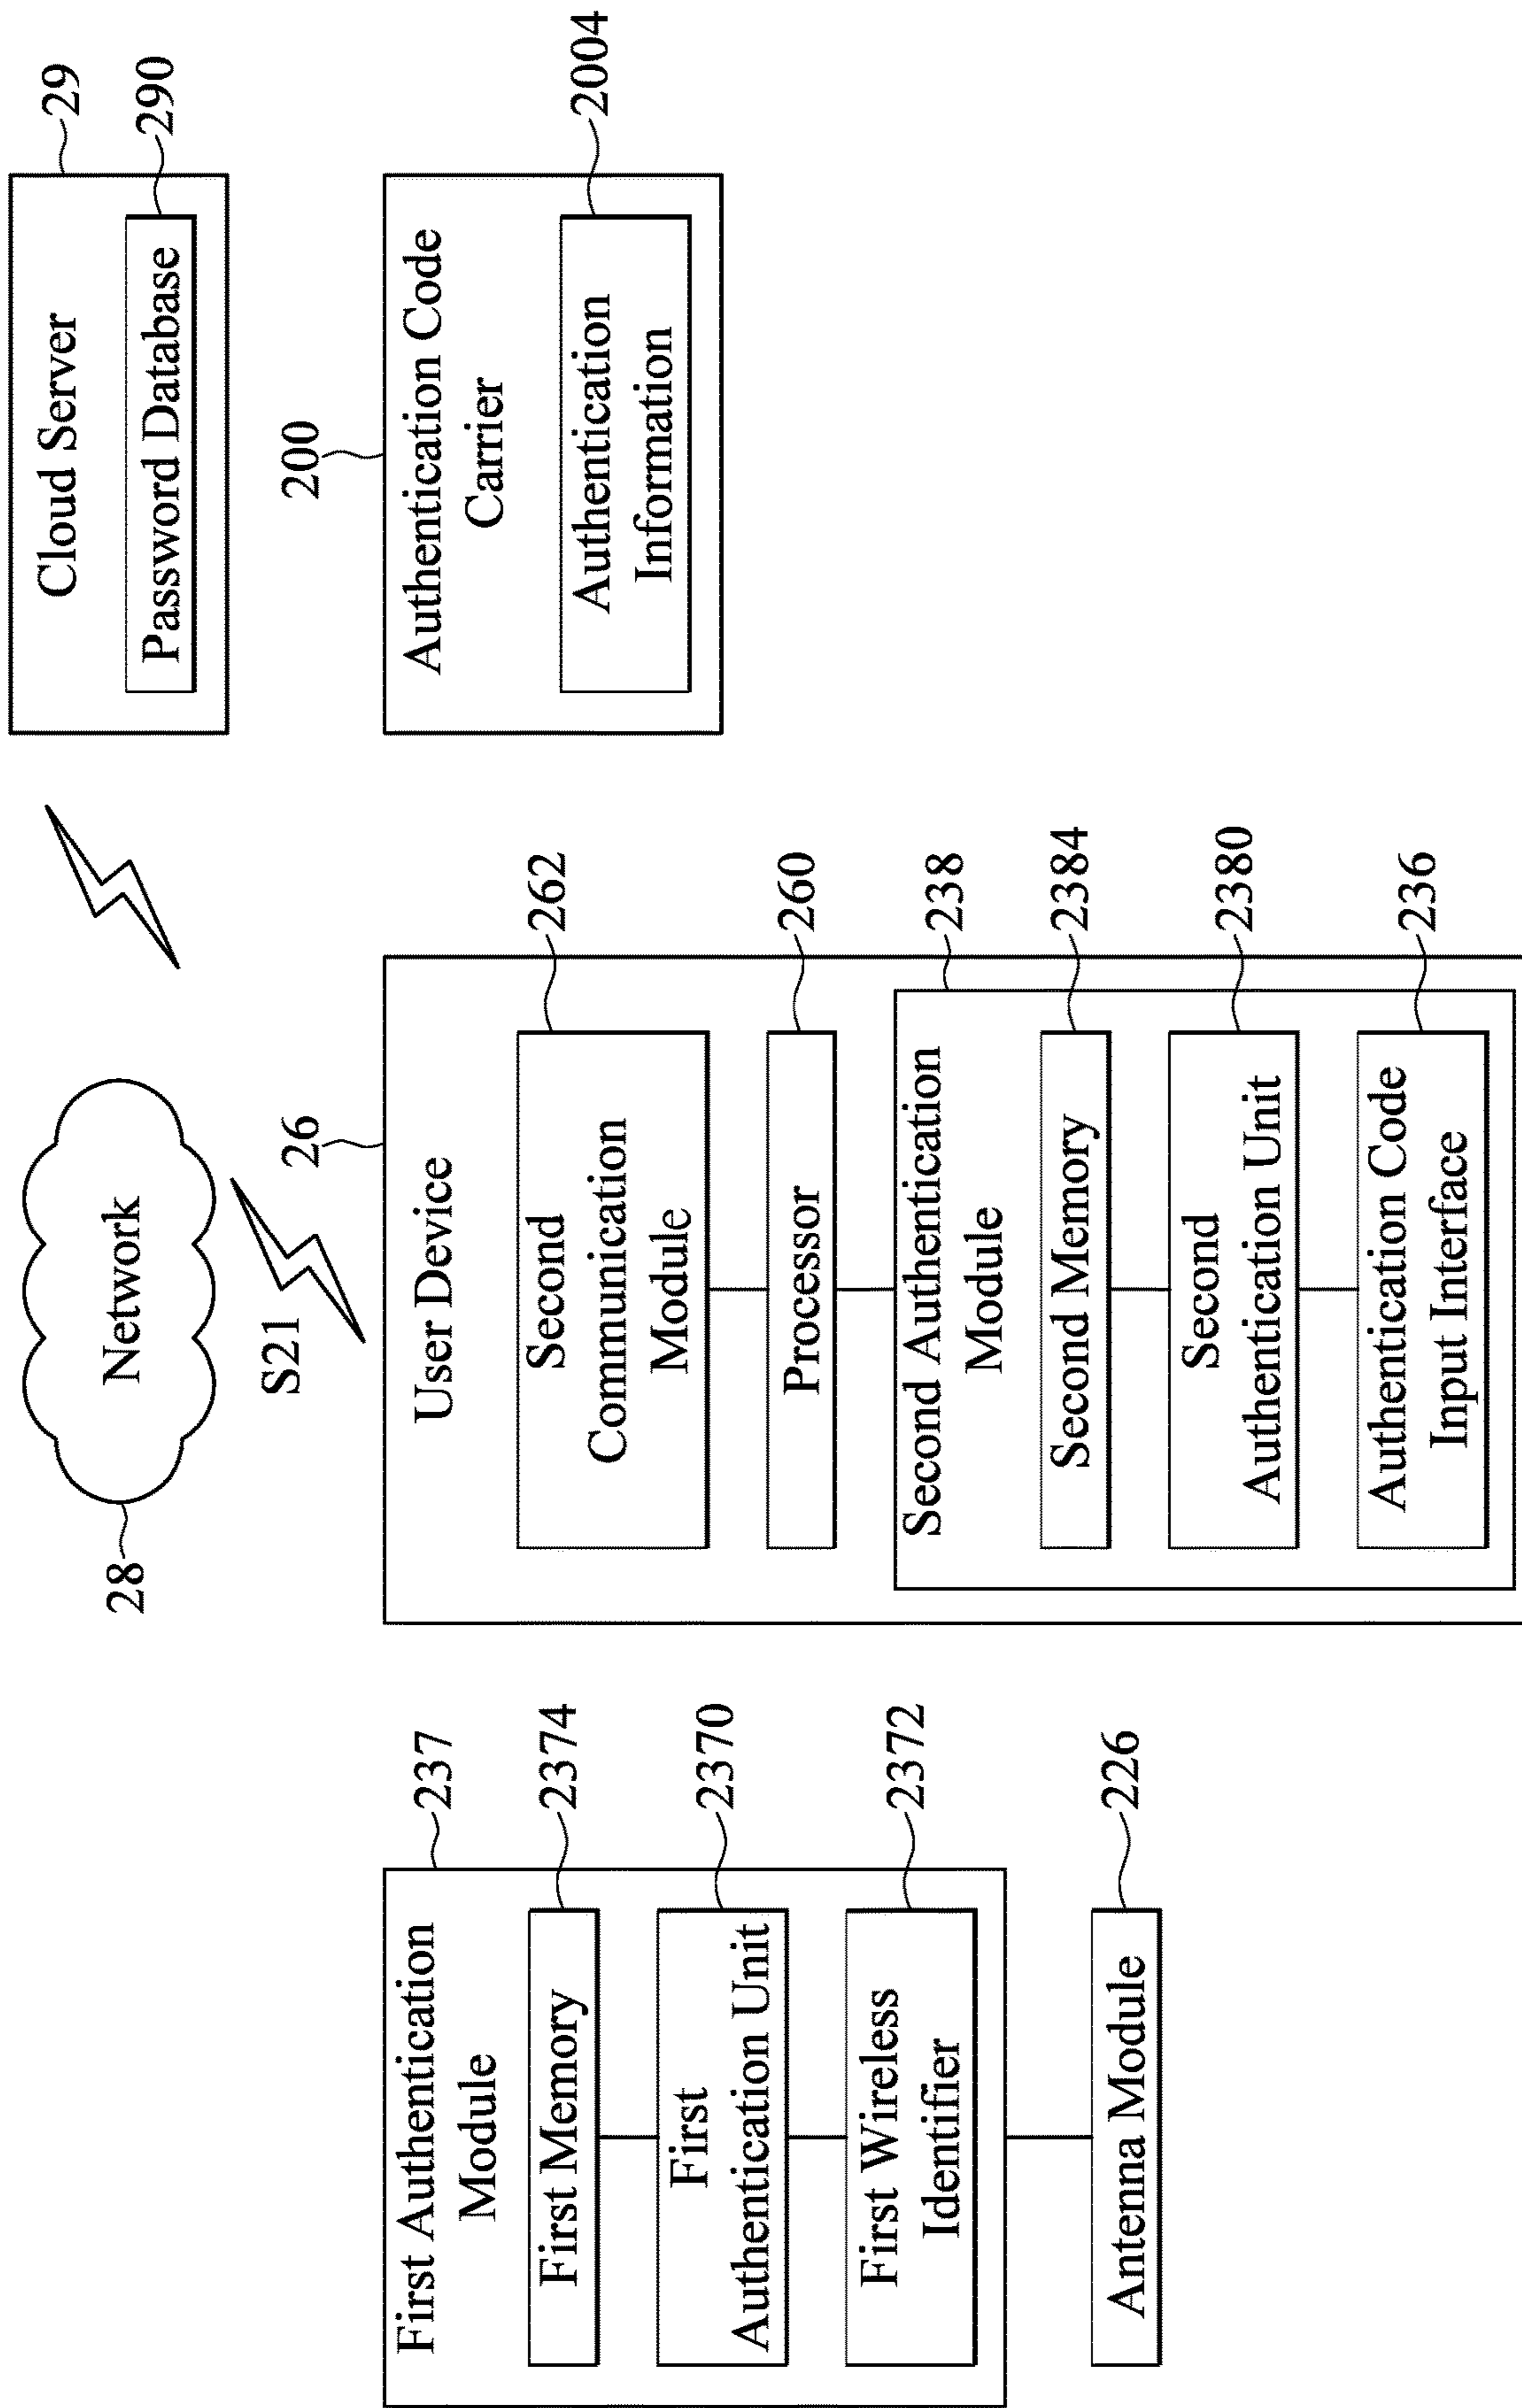 First Authentication
Module
237
First Memory
2374
First
Authentication Unit
2370
First Wireless
Identifier
2372
Antenna Module
226
Network
28
S21
User Device
26
Second
Communication
Module
262
Processor
260
Second Authentication
Module
238
Second Memory
2384
Second
Authentication Unit
2380
Authentication Code
Input Interface
236
Cloud Server
29
Password Database
290
200
Authentication Code
Carrier
Authentication
Information
2004